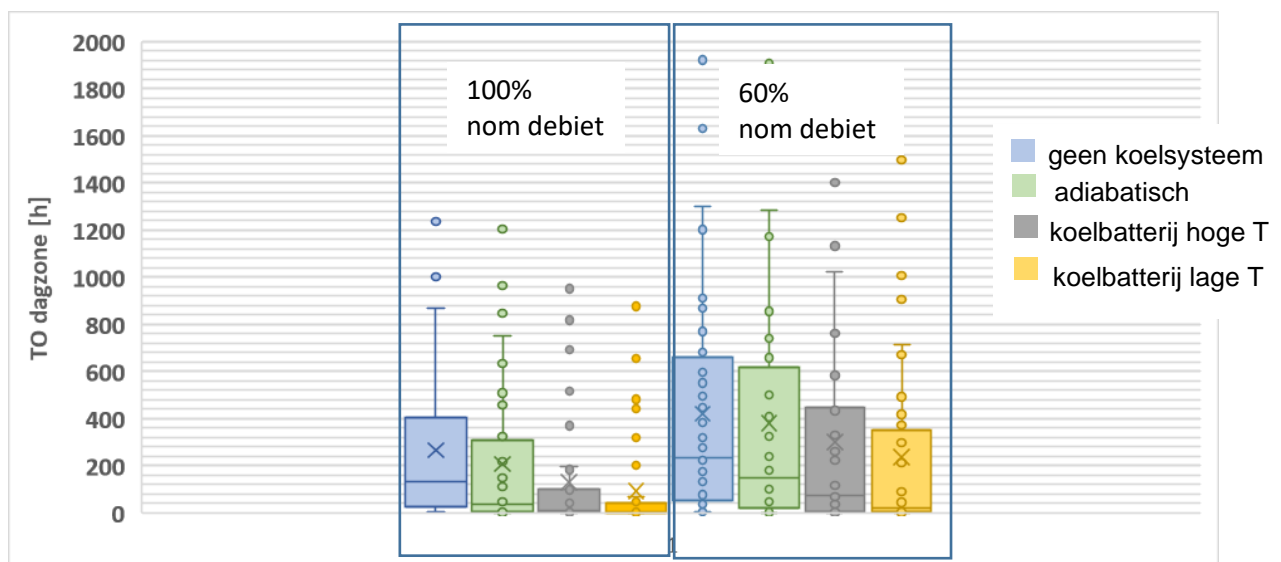 2000
1800
1600
1400
1200
1000
800
600
400
200
0
TO dagzone [h]
100%
nom debiet
60%
nom debiet
geen koelsysteem
adiabatisch
koelbatterij hoge T
koelbatterij lage T
1